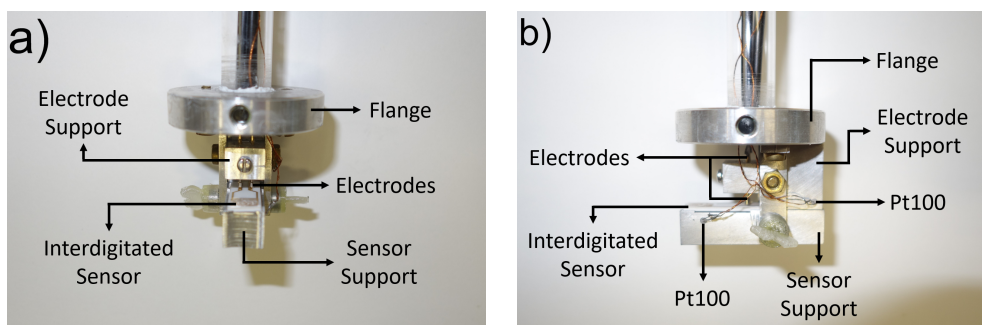 a)
Electrode
Support
Flange
Electrodes
Interdigitated
Sensor
Sensor
Support
b)
Flange
Electrode
Support
Electrodes
Pt100
Interdigitated
Sensor
Pt100
Sensor
Support